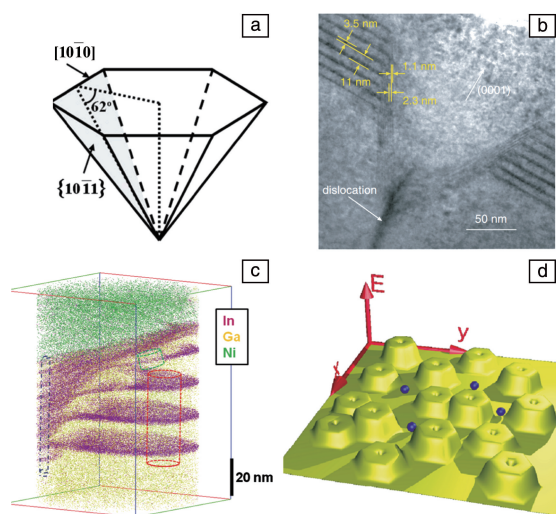 a
[101̄0]
62°
{101̄1}
b
3.5 nm
1.1 nm
11 nm
2.3 nm
(0001)
dislocation
50 nm
c
In
Ga
Ni
20 nm
d
E
y
x